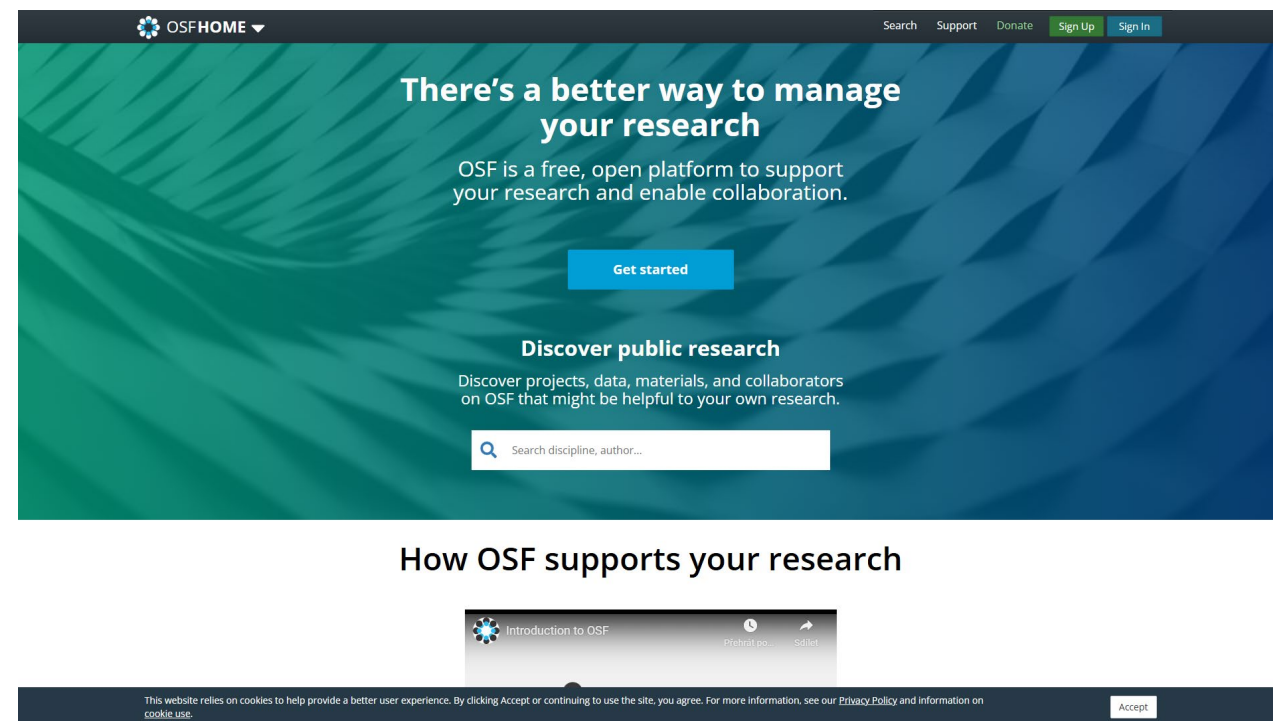 OSFHOME
Search Support Donate Sign Up Sign In
There's a better way to manage
your research
OSF is a free, open platform to support
your research and enable collaboration.
Get started
Discover public research
Discover projects, data, materials, and collaborators
on OSF that might be helpful to your own research.
Search discipline, author...
How OSF supports your research
Introduction to OSF
Přehrát po... Sdílet
This website relies on cookies to help provide a better user experience. By clicking Accept or continuing to use the site, you agree. For more information, see our Privacy Policy and information on
cookie use.
Accept